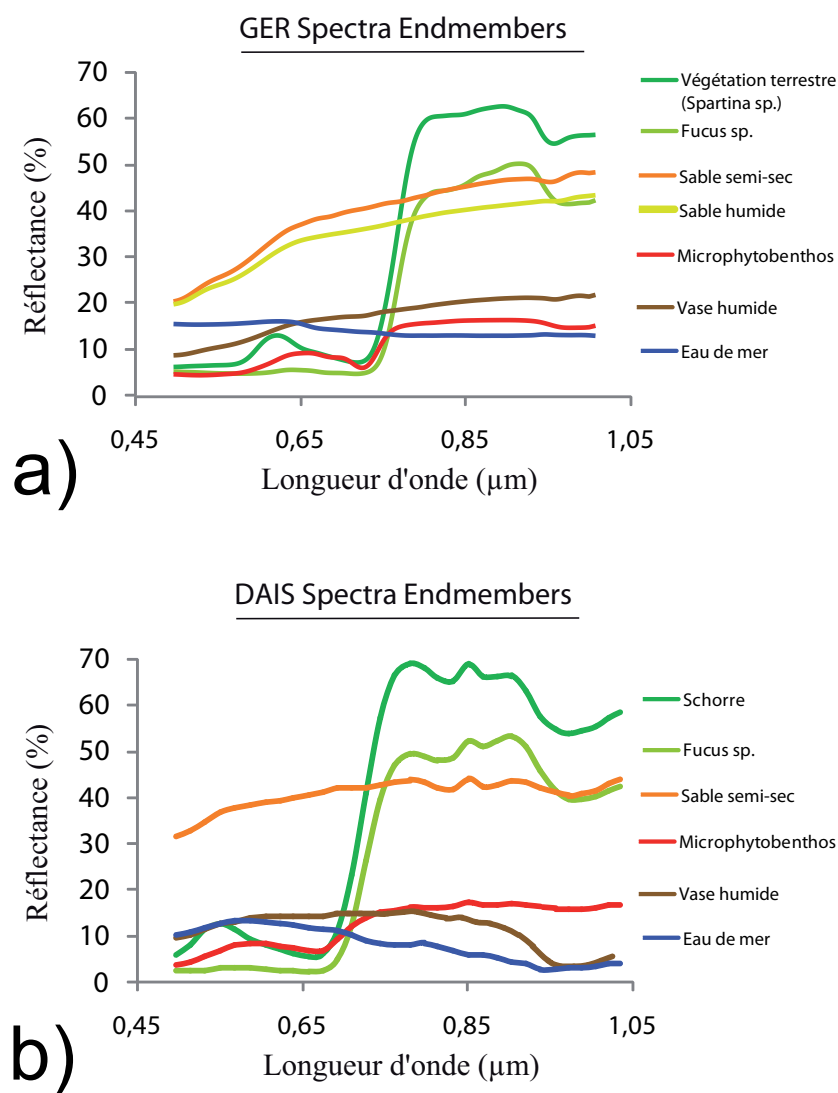 GER Spectra Endmembers
70
60
50
40
30
20
10
0
Réflectance (%)
0,45
0,65
0,85
1,05
Longueur d'onde (µm)
Végétation terrestre
(Spartina sp.)
Fucus sp.
Sable semi-sec
Sable humide
Microphytobenthos
Vase humide
Eau de mer
a)
DAIS Spectra Endmembers
70
60
50
40
30
20
10
0
Réflectance (%)
0,45
0,65
0,85
1,05
Longueur d'onde (µm)
Schorre
Fucus sp.
Sable semi-sec
Microphytobenthos
Vase humide
Eau de mer
b)